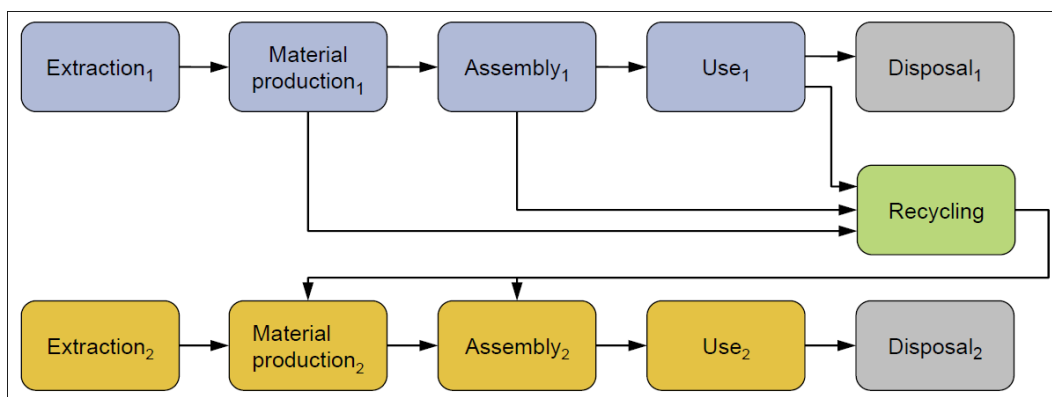 Extraction₁
Material
production₁
Assembly₁
Use₁
Disposal₁
Recycling
Extraction₂
Material
production₂
Assembly₂
Use₂
Disposal₂